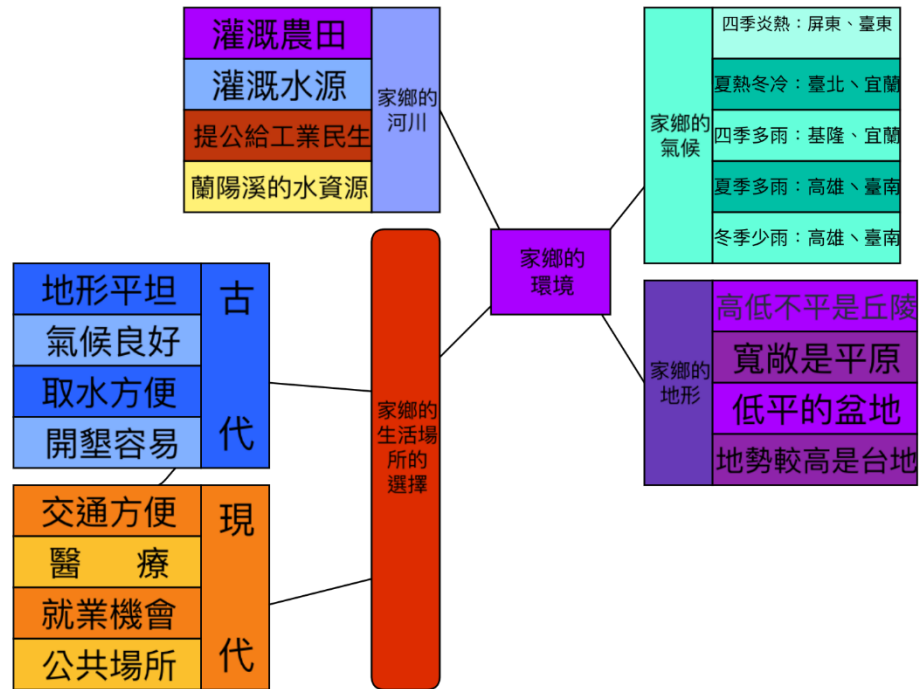 灌溉農田
灌溉水源
提公給工業民生
蘭陽溪的水資源
家鄉的
河川
四季炎熱：屏東、臺東
夏熱冬冷：臺北、宜蘭
四季多雨：基隆、宜蘭
夏季多雨：高雄、臺南
冬季少雨：高雄、臺南
家鄉的
氣候
家鄉的
環境
高低不平是丘陵
寬敞是平原
低平的盆地
地勢較高是台地
家鄉的
地形
家鄉的
生活場
所的
選擇
地形平坦
氣候良好
取水方便
開墾容易
古
代
交通方便
醫 療
就業機會
公共場所
現
代